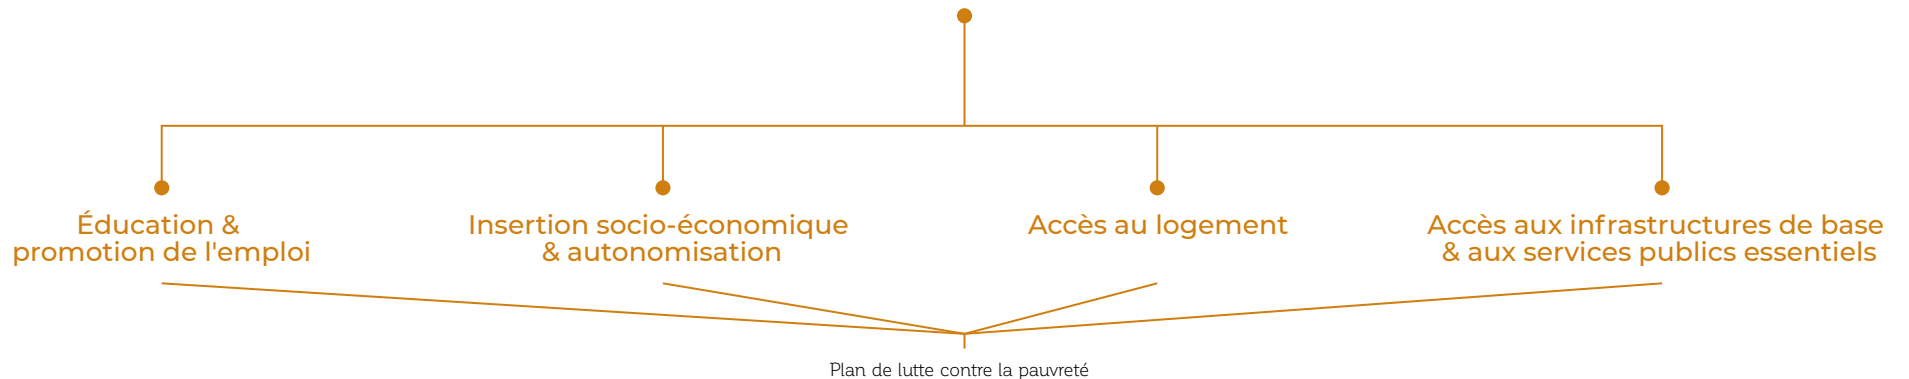 Éducation &
promotion de l'emploi
Insertion socio-économique
& autonomisation
Accès au logement
Accès aux infrastructures de base
& aux services publics essentiels
Plan de lutte contre la pauvreté